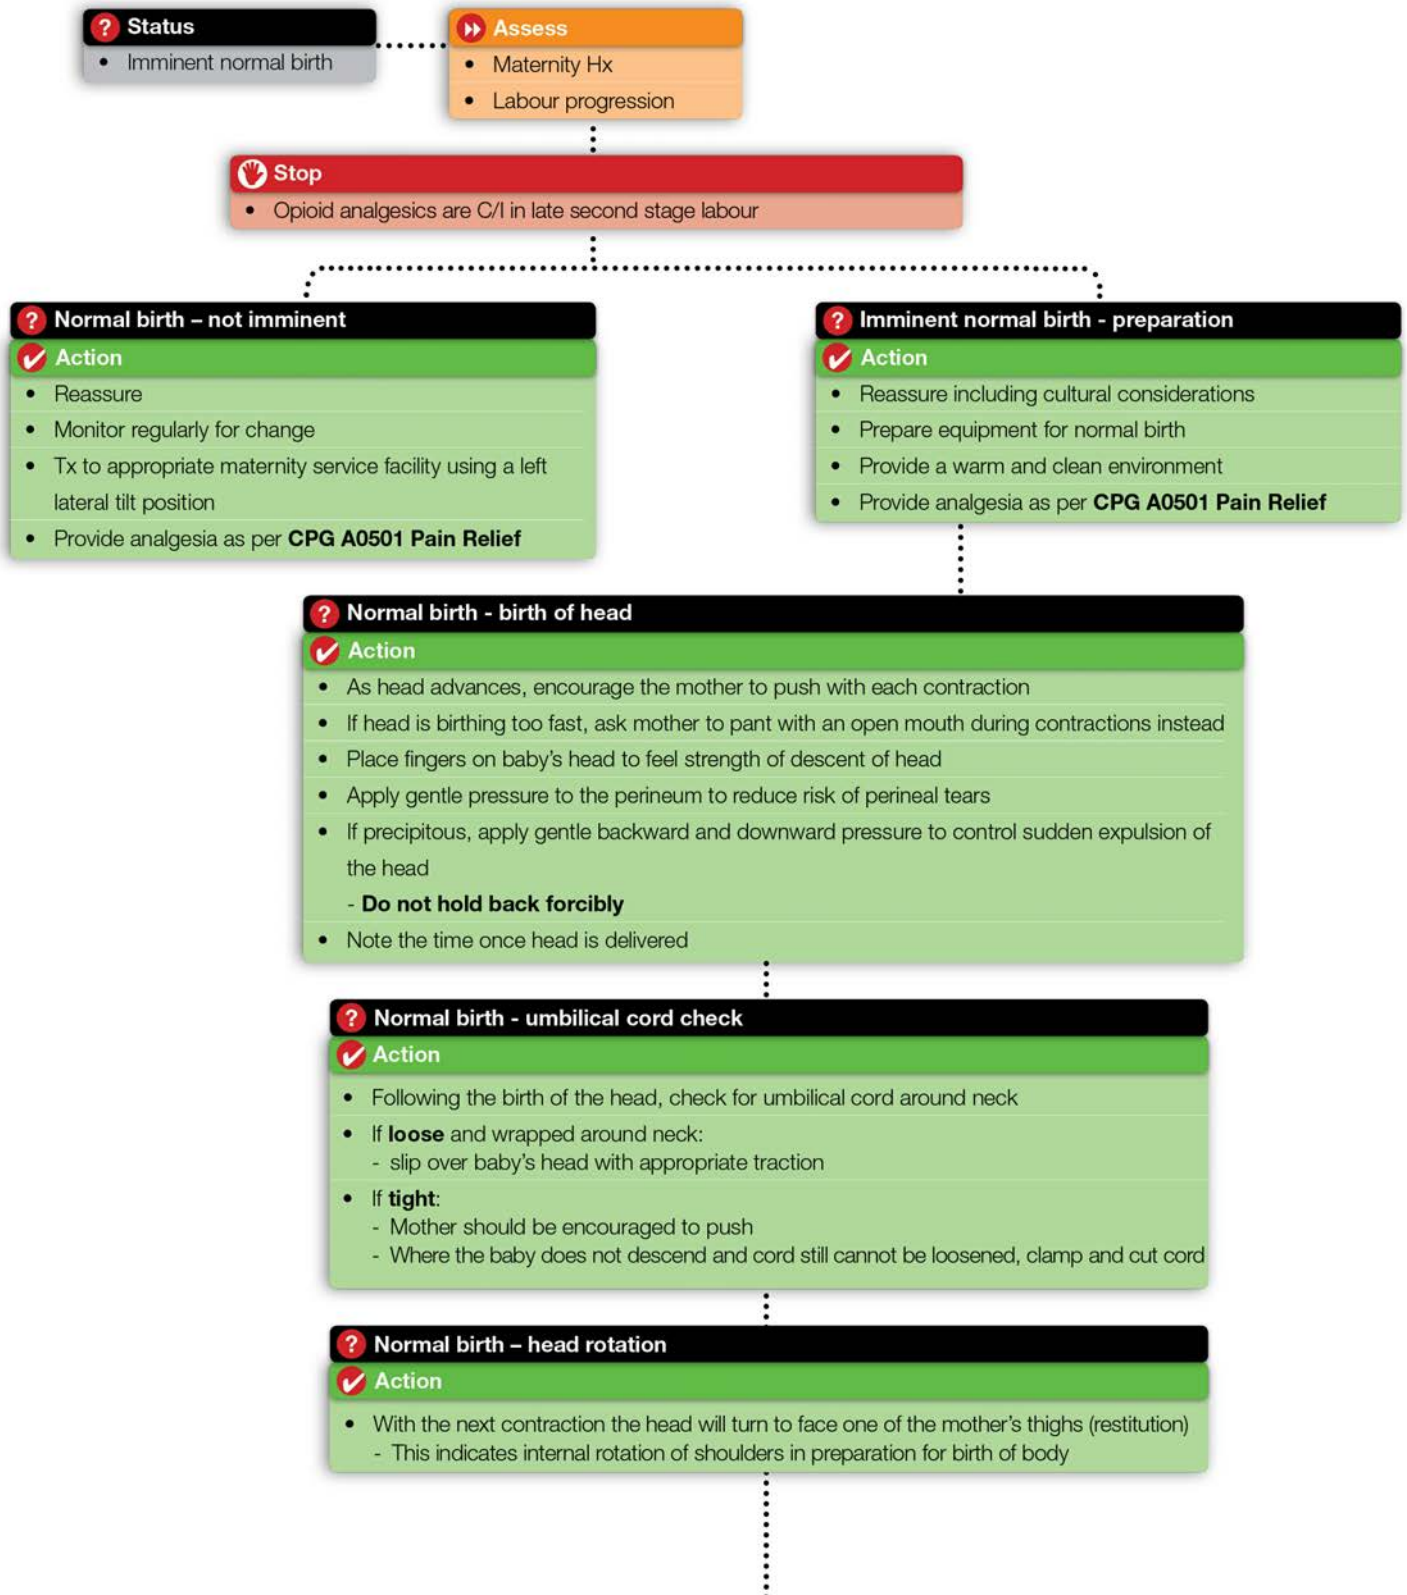 Status
• Imminent normal birth
Assess
• Maternity Hx
• Labour progression
Stop
• Opioid analgesics are C/I in late second stage labour
Normal birth – not imminent
Action
• Reassure
• Monitor regularly for change
• Tx to appropriate maternity service facility using a left
lateral tilt position
• Provide analgesia as per CPG A0501 Pain Relief
Imminent normal birth - preparation
Action
• Reassure including cultural considerations
• Prepare equipment for normal birth
• Provide a warm and clean environment
• Provide analgesia as per CPG A0501 Pain Relief
Normal birth - birth of head
Action
• As head advances, encourage the mother to push with each contraction
• If head is birthing too fast, ask mother to pant with an open mouth during contractions instead
• Place fingers on baby’s head to feel strength of descent of head
• Apply gentle pressure to the perineum to reduce risk of perineal tears
• If precipitous, apply gentle backward and downward pressure to control sudden expulsion of
the head
- Do not hold back forcibly
• Note the time once head is delivered
Normal birth - umbilical cord check
Action
• Following the birth of the head, check for umbilical cord around neck
• If loose and wrapped around neck:
- slip over baby’s head with appropriate traction
• If tight:
- Mother should be encouraged to push
- Where the baby does not descend and cord still cannot be loosened, clamp and cut cord
Normal birth – head rotation
Action
• With the next contraction the head will turn to face one of the mother’s thighs (restitution)
- This indicates internal rotation of shoulders in preparation for birth of body